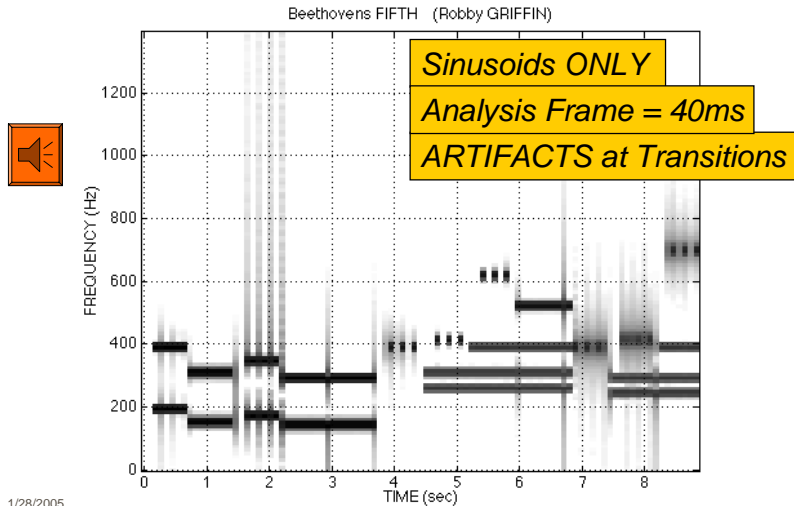 Beethovens FIFTH (Robby GRIFFIN)
Sinusoids ONLY
Analysis Frame = 40ms
ARTIFACTS at Transitions
FREQUENCY (Hz)
1200
1000
800
600
400
200
0
0 1 2 3 4 5 6 7 8
TIME (sec)
1/28/2005